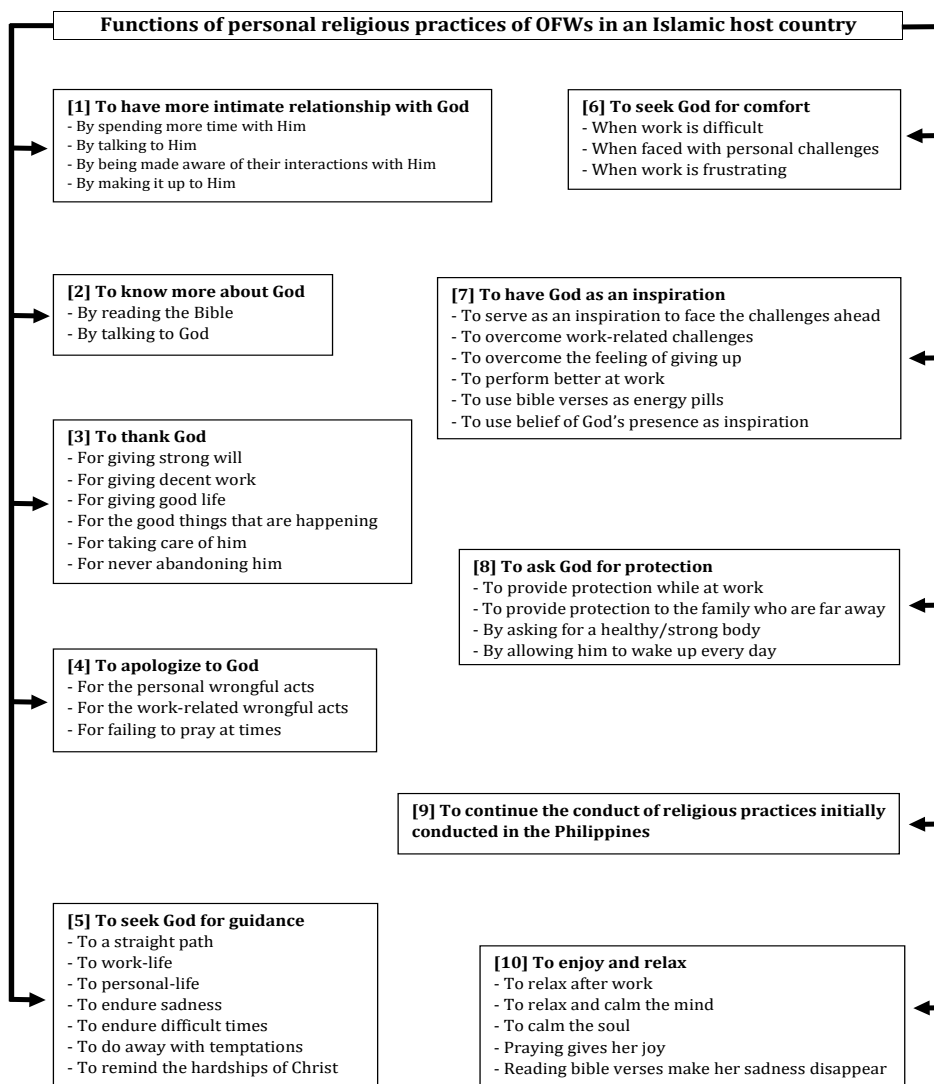 Functions of personal religious practices of OFWs in an Islamic host country
[1] To have more intimate relationship with God
- By spending more time with Him
- By talking to Him
- By being made aware of their interactions with Him
- By making it up to Him
[2] To know more about God
- By reading the Bible
- By talking to God
[3] To thank God
- For giving strong will
- For giving decent work
- For giving good life
- For the good things that are happening
- For taking care of him
- For never abandoning him
[4] To apologize to God
- For the personal wrongful acts
- For the work-related wrongful acts
- For failing to pray at times
[5] To seek God for guidance
- To a straight path
- To work-life
- To personal-life
- To endure sadness
- To endure difficult times
- To do away with temptations
- To remind the hardships of Christ
[6] To seek God for comfort
- When work is difficult
- When faced with personal challenges
- When work is frustrating
[7] To have God as an inspiration
- To serve as an inspiration to face the challenges ahead
- To overcome work-related challenges
- To overcome the feeling of giving up
- To perform better at work
- To use bible verses as energy pills
- To use belief of God’s presence as inspiration
[8] To ask God for protection
- To provide protection while at work
- To provide protection to the family who are far away
- By asking for a healthy/strong body
- By allowing him to wake up every day
[9] To continue the conduct of religious practices initially
conducted in the Philippines
[10] To enjoy and relax
- To relax after work
- To relax and calm the mind
- To calm the soul
- Praying gives her joy
- Reading bible verses make her sadness disappear